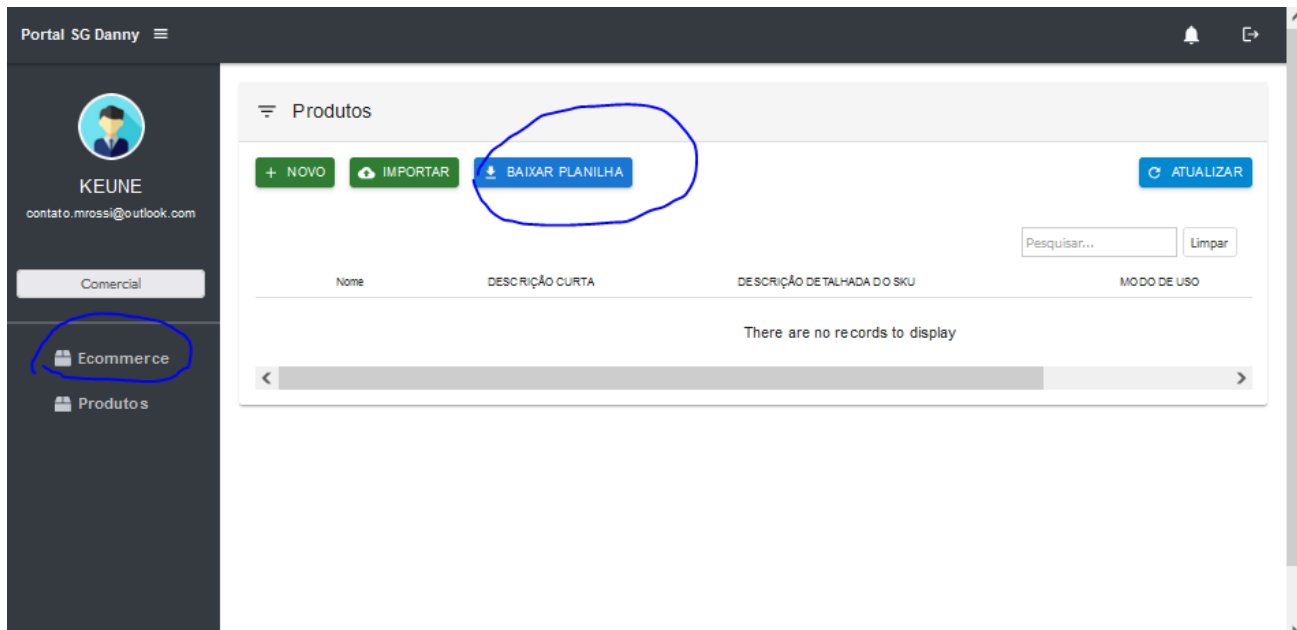 Portal SG Danny
Produtos
KEUNE
contato.mrossi@outlook.com
Comercial
Ecommerce
Produtos
+ NOVO IMPORTAR BAIXAR PLANILHA ATUALIZAR
Pesquisar... Limpar
Nome DESCRIÇÃO CURTA DESCRIÇÃO DETALHADA DO SKU MODO DE USO
There are no records to display